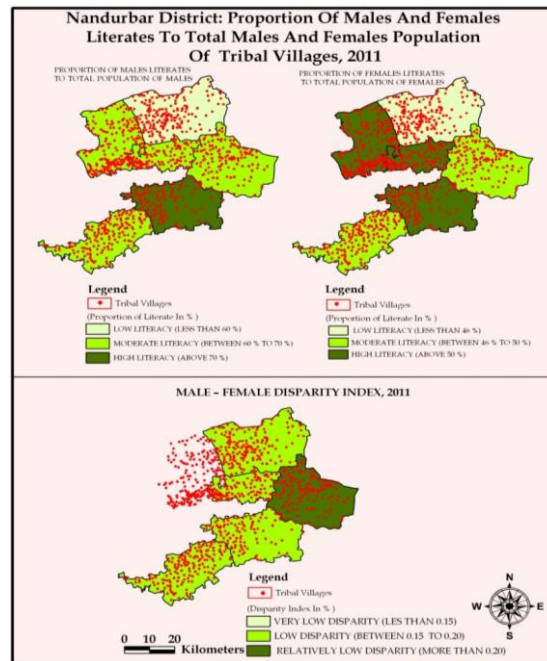 Nandurbar District: Proportion Of Males And Females
Literates To Total Males And Females Population
Of Tribal Villages, 2011
PROPORTION OF MALES LITERATES
TO TOTAL POPULATION OF MALES
PROPORTION OF FEMALES LITERATES
TO TOTAL POPULATION OF FEMALES
Legend
Tribal Villages
(Proportion of Literate In % )
LOW LITERACY (LESS THAN 60 %)
MODERATE LITERACY (BETWEEN 60 % TO 70 %)
HIGH LITERACY (ABOVE 70 %)
Legend
Tribal Villages
(Proportion of Literate In % )
LOW LITERACY (LESS THAN 46 %)
MODERATE LITERACY (BETWEEN 46 % TO 50 %)
HIGH LITERACY (ABOVE 50 %)
MALE – FEMALE DISPARITY INDEX, 2011
Legend
Tribal Villages
(Disparity Index In % )
VERY LOW DISPARITY (LES THAN 0.15)
LOW DISPARITY (BETWEEN 0.15 TO 0.20)
RELATIVELY LOW DISPARITY (MORE THAN 0.20)
0 10 20
Kilometers
N
W E
S